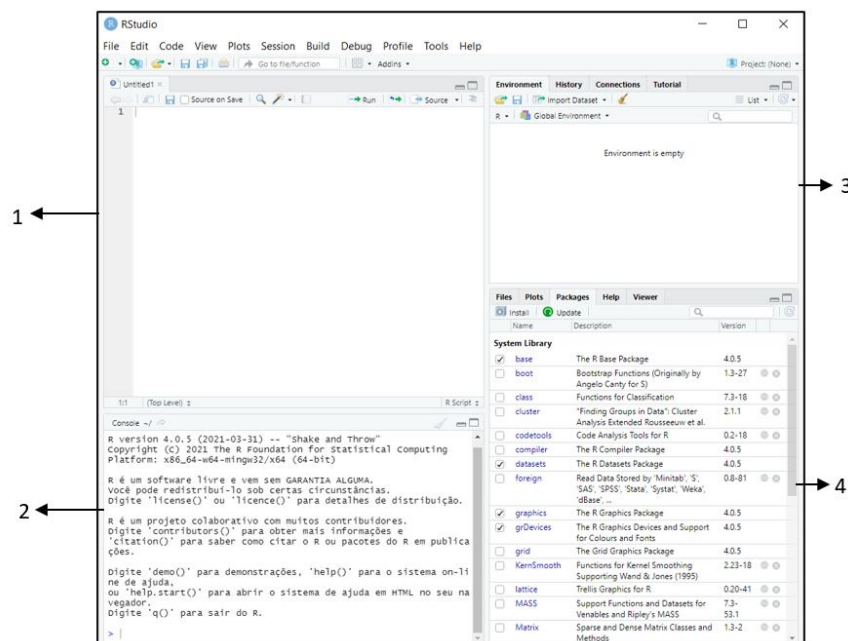 RStudio
File Edit Code View Plots Session Build Debug Profile Tools Help
Go to file/function Addins Project: (None)
Untitled1
Source on Save Run Source
1
1:1 (Top Level) R Script
1
Console ~/
R version 4.0.5 (2021-03-31) -- "Shake and Throw"
Copyright (C) 2021 The R Foundation for Statistical Computing
Platform: x86_64-w64-mingw32/x64 (64-bit)
R é um software livre e vem sem GARANTIA ALGUMA.
Você pode redistribuí-lo sob certas circunstâncias.
Digite 'license()' ou 'licence()' para detalhes de distribuição.
R é um projeto colaborativo com muitos contribuidores.
Digite 'contributors()' para obter mais informações e
'citation()' para saber como citar o R ou pacotes do R em publica
ções.
Digite 'demo()' para demonstrações, 'help()' para o sistema on-li
ne de ajuda,
ou 'help.start()' para abrir o sistema de ajuda em HTML no seu na
vegador.
Digite 'q()' para sair do R.
>
2
Environment History Connections Tutorial
Import Dataset List
R Global Environment
Environment is empty
3
Files Plots Packages Help Viewer
Install Update
Name Description Version
System Library
base The R Base Package 4.0.5
boot Bootstrap Functions (Originally by 1.3-27
Angelo Canty for S)
class Functions for Classification 7.3-18
cluster "Finding Groups in Data": Cluster 2.1.1
Analysis Extended Rousseeuw et al.
codetools Code Analysis Tools for R 0.2-18
compiler The R Compiler Package 4.0.5
datasets The R Datasets Package 4.0.5
foreign Read Data Stored by 'Minitab', 'S', 0.8-81
'SAS', 'SPSS', 'Stata', 'Systat', 'Weka',
'dBase', ...
graphics The R Graphics Package 4.0.5
grDevices The R Graphics Devices and Support 4.0.5
for Colours and Fonts
grid The Grid Graphics Package 4.0.5
KernSmooth Functions for Kernel Smoothing 2.23-18
Supporting Wand & Jones (1995)
lattice Trellis Graphics for R 0.20-41
MASS Support Functions and Datasets for 7.3-
Venables and Ripley's MASS 53.1
Matrix Sparse and Dense Matrix Classes and 1.3-2
Methods
4